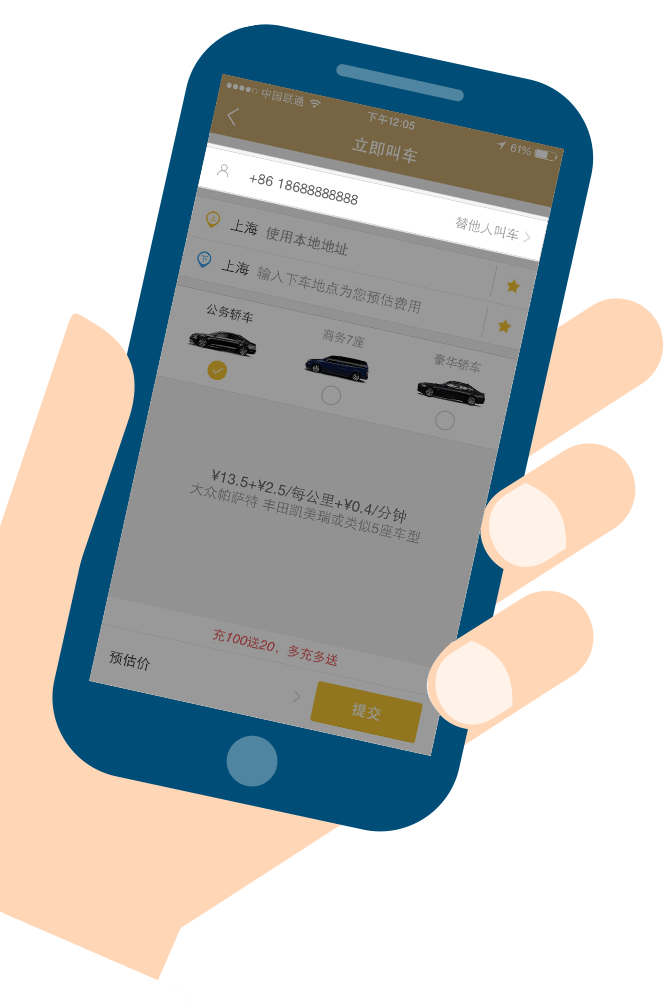 中国联通 下午12:05 61%
立即叫车
+86 18688888888 替他人叫车
上 上海 使用本地地址
下 上海 输入下车地点为您预估费用
公务轿车 商务7座 豪华轿车
¥13.5+¥2.5/每公里+¥0.4/分钟
大众帕萨特 丰田凯美瑞或类似5座车型
充100送20，多充多送
预估价 提交